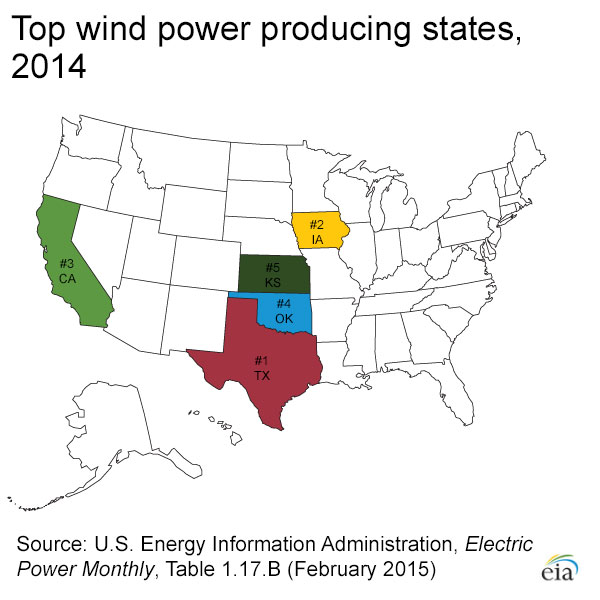 Top wind power producing states,
2014
#2
IA
#3
CA
#5
KS
#4
OK
#1
TX
Source: U.S. Energy Information Administration, Electric
Power Monthly, Table 1.17.B (February 2015)
eia